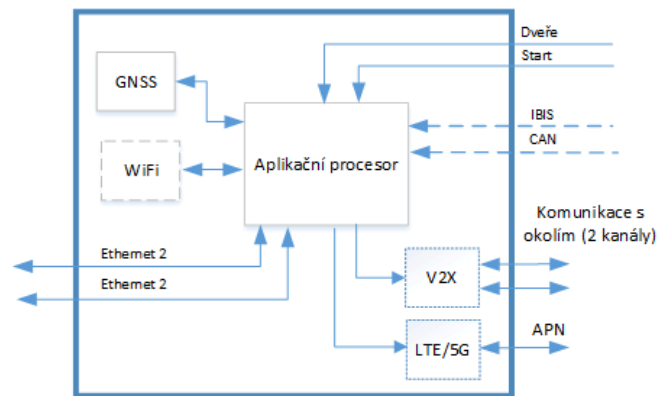 Dveře
Start
GNSS
IBIS
CAN
WiFi
Aplikační procesor
Komunikace s
okolím (2 kanály)
Ethernet 2
Ethernet 2
V2X
LTE/5G
APN